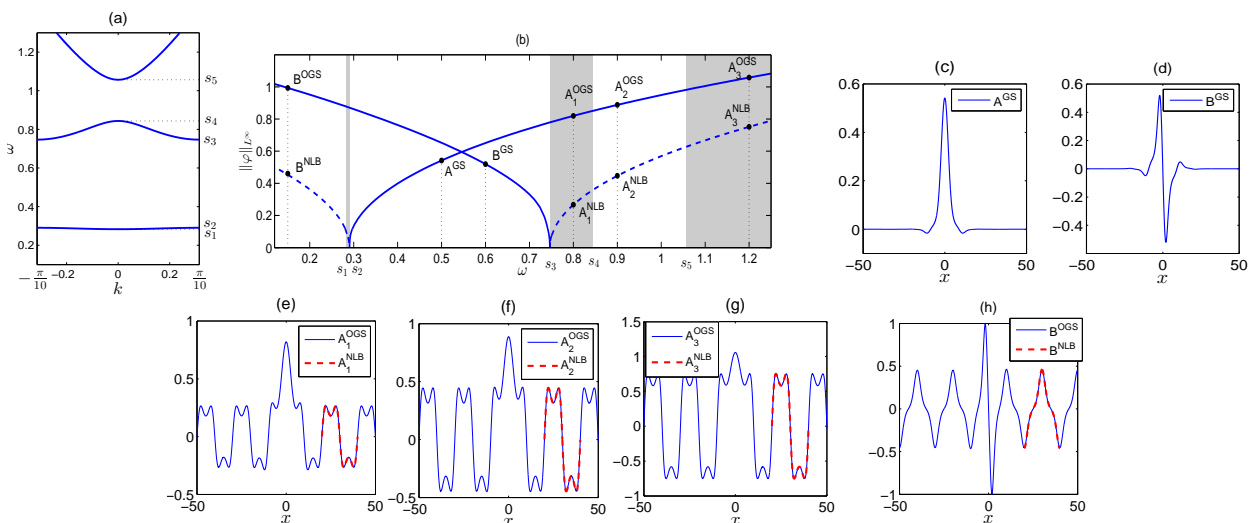 (a)
ω
1.2
1
0.8
0.6
0.4
0.2
s5
s4
s3
s2
s1
−π/10
−0.2
0
0.2
π/10
k
(b)
||φ||L∞
1
0.8
0.6
0.4
0.2
0
B^OGS
B^NLB
A^GS
B^GS
A1^OGS
A2^OGS
A3^OGS
A1^NLB
A2^NLB
A3^NLB
0.2 0.3 0.4 0.5 0.6 0.7 0.8 0.9 1 1.1 1.2
s1 s2 ω s3 s4 s5
(c)
A^GS
0.6
0.4
0.2
0
−50 0 50
x
(d)
B^GS
0.6
0.4
0.2
0
−0.2
−0.4
−50 0 50
x
(e)
A1^OGS
A1^NLB
1
0.5
0
−0.5
−50 0 50
x
(f)
A2^OGS
A2^NLB
1
0.5
0
−0.5
−50 0 50
x
(g)
A3^OGS
A3^NLB
1.5
1
0.5
0
−0.5
−1
−50 0 50
x
(h)
B^OGS
B^NLB
1
0.5
0
−0.5
−1
−50 0 50
x